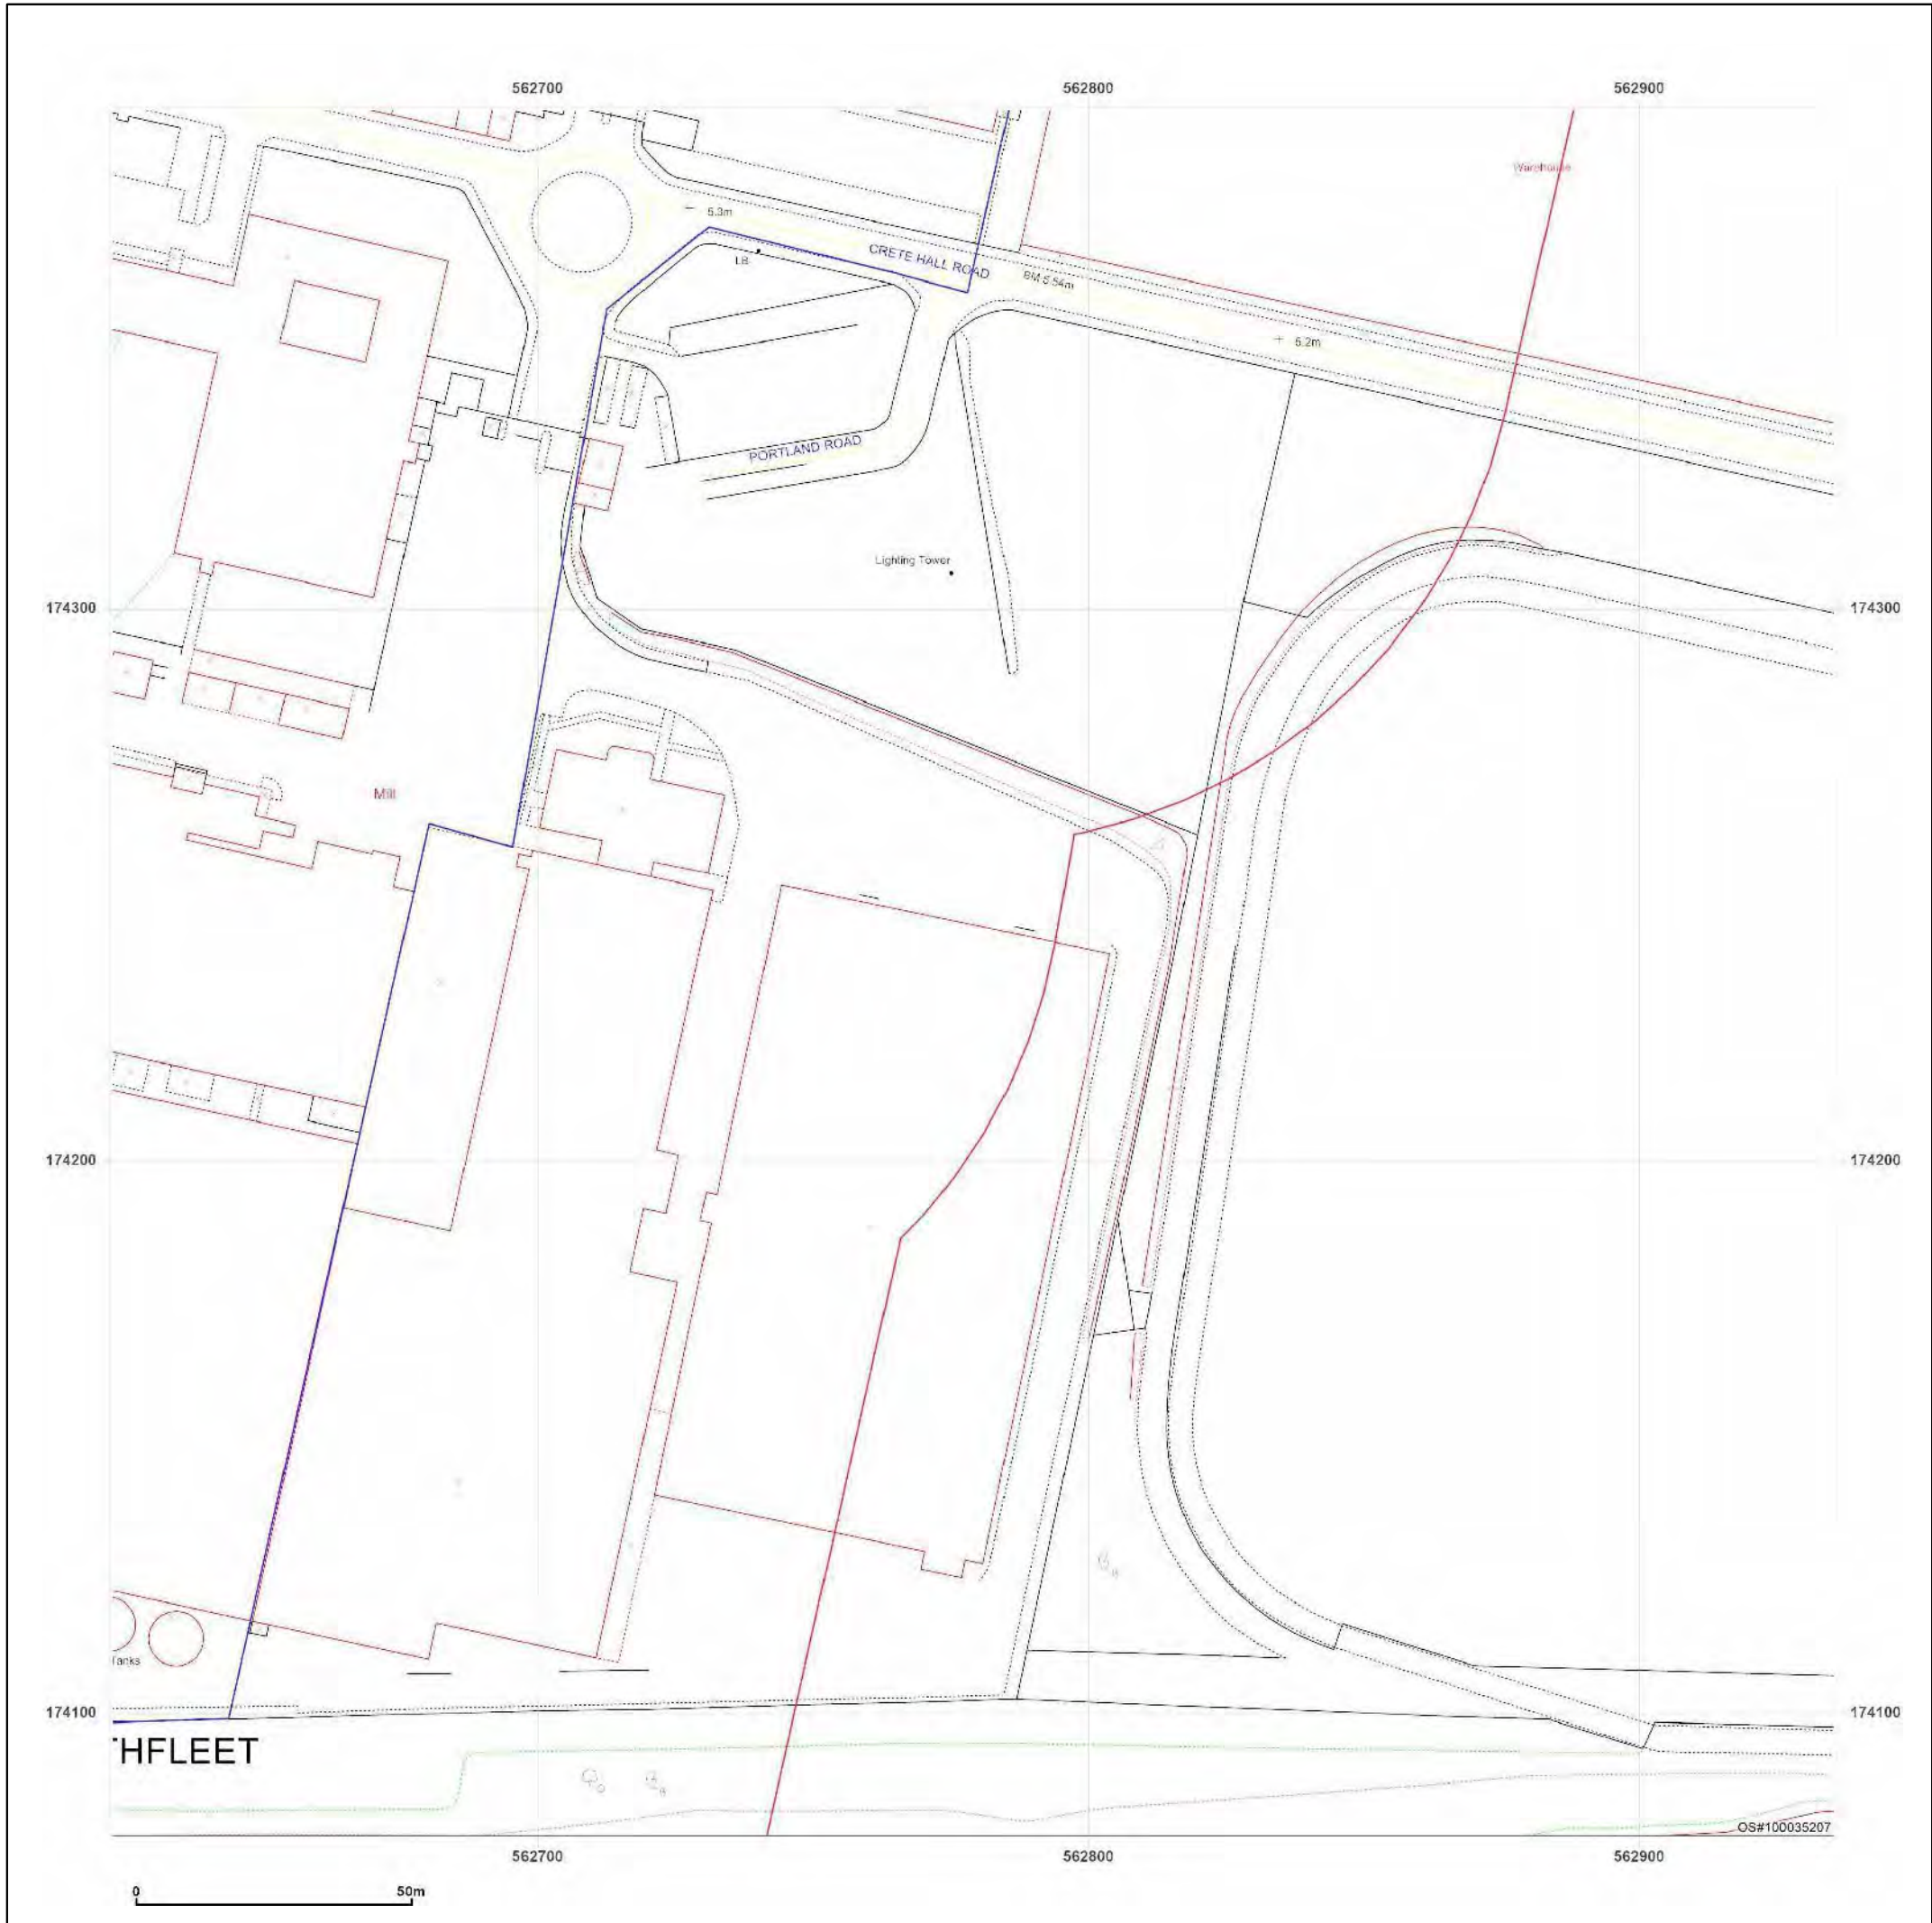 562700
562800
562900
Warehouse
5.3m
CRETE HALL ROAD
LB
BM 5.54m
5.2m
PORTLAND ROAD
Lighting Tower
174300
174300
Mill
174200
174200
Tanks
174100
174100
THFLEET
OS#100035207
562700
562800
562900
0
50m